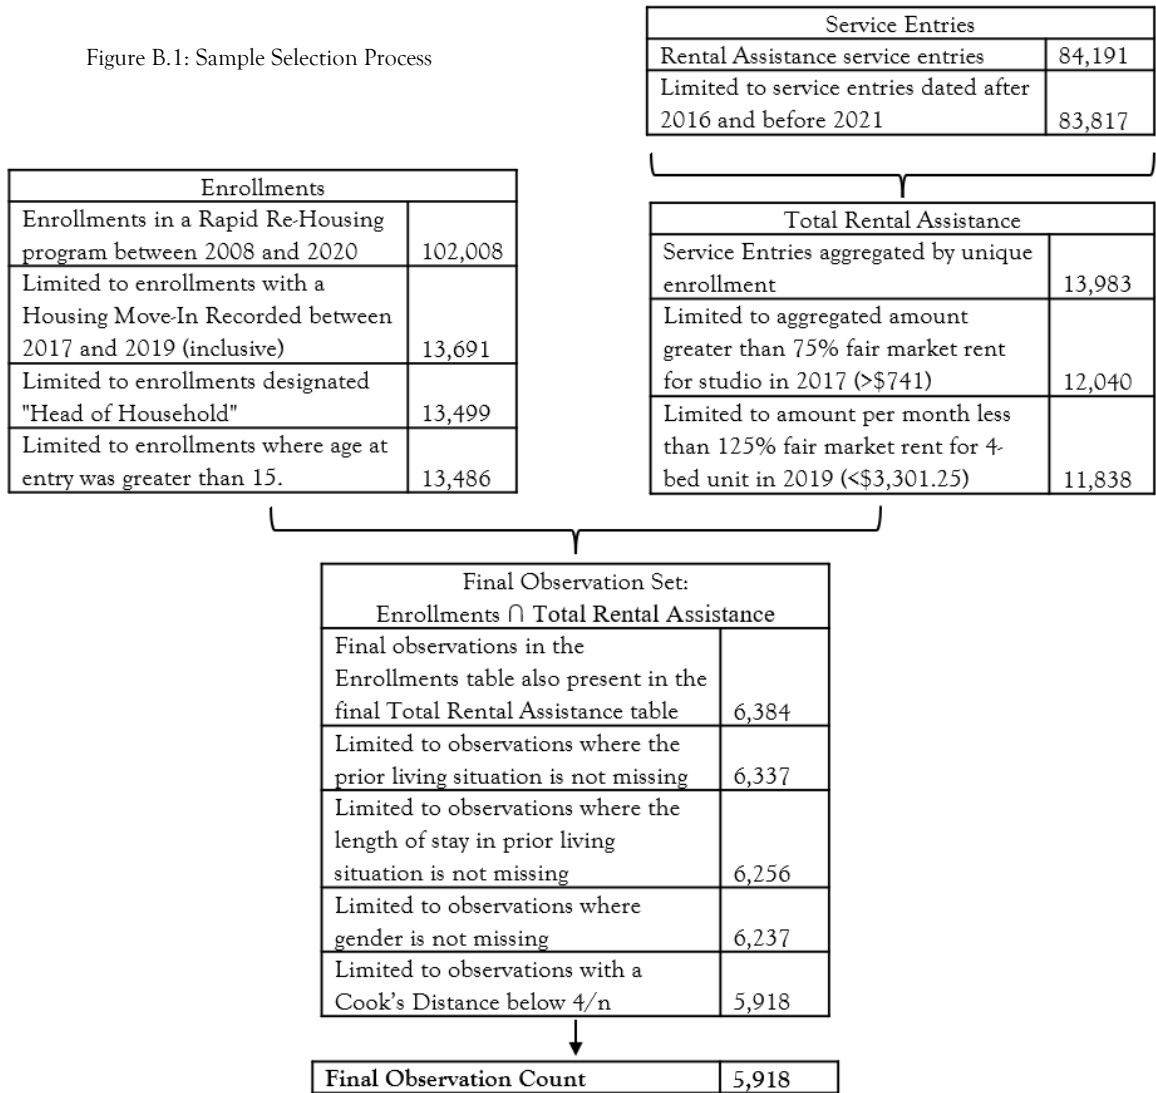 Figure B.1: Sample Selection Process
Service Entries
Rental Assistance service entries 84,191
Limited to service entries dated after
2016 and before 2021 83,817
Enrollments
Enrollments in a Rapid Re-Housing
program between 2008 and 2020 102,008
Limited to enrollments with a
Housing Move-In Recorded between
2017 and 2019 (inclusive) 13,691
Limited to enrollments designated
"Head of Household" 13,499
Limited to enrollments where age at
entry was greater than 15. 13,486
Total Rental Assistance
Service Entries aggregated by unique
enrollment 13,983
Limited to aggregated amount
greater than 75% fair market rent
for studio in 2017 (>$741) 12,040
Limited to amount per month less
than 125% fair market rent for 4-
bed unit in 2019 (<$3,301.25) 11,838
Final Observation Set:
Enrollments ∩ Total Rental Assistance
Final observations in the
Enrollments table also present in the
final Total Rental Assistance table 6,384
Limited to observations where the
prior living situation is not missing 6,337
Limited to observations where the
length of stay in prior living
situation is not missing 6,256
Limited to observations where
gender is not missing 6,237
Limited to observations with a
Cook's Distance below 4/n 5,918
Final Observation Count 5,918